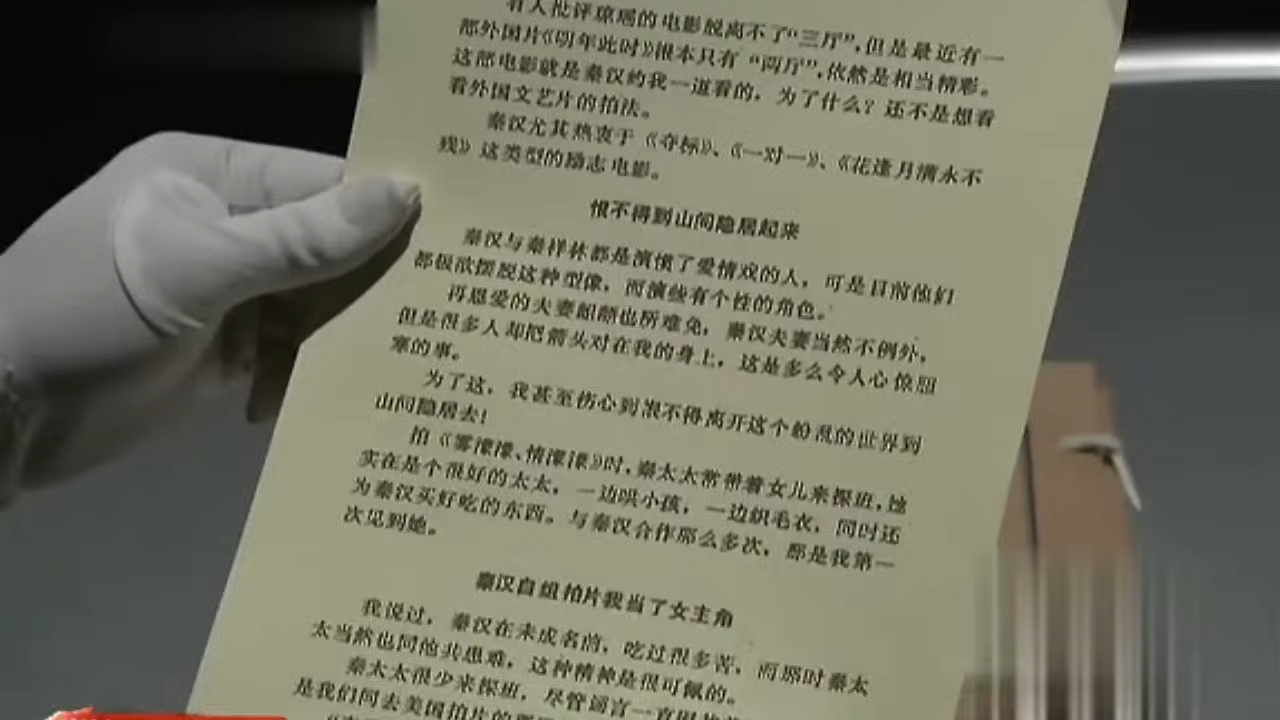 有人批评琼瑶的电影脱离不了“三厅”，但是最近有一
部外国片《明年此时》根本只有“两厅”，依然是相当精彩。
这部电影就是秦汉约我一道看的，为了什么？还不是想看
看外国文艺片的拍法。
秦汉尤其热衷于《夺标》、《一对一》、《花逢月满永不
残》这类型的励志电影。
恨不得到山间隐居起来
秦汉与秦祥林都是演惯了爱情戏的人，可是目前他们
都极欲摆脱这种型像，而演些有个性的角色。
再恩爱的夫妻龃龉也所难免，秦汉夫妻当然不例外，
但是很多人却把箭头对在我的身上，这是多么令人心惊胆
寒的事。
为了这，我甚至伤心到恨不得离开这个纷乱的世界到
山间隐居去！
拍《雾濛濛、情濛濛》时，秦太太常带着女儿来探班，她
实在是个很好的太太，一边哄小孩，一边织毛衣，同时还
为秦汉买好吃的东西。与秦汉合作那么多次，那是我第一
次见到她。
秦汉自组拍片我当了女主角
我说过，秦汉在未成名前，吃过很多苦，而那时秦太
太当然也同他共患难，这种精神是很可佩的。
秦太太很少来探班，尽管谣言一直
是我们同去美国拍片的